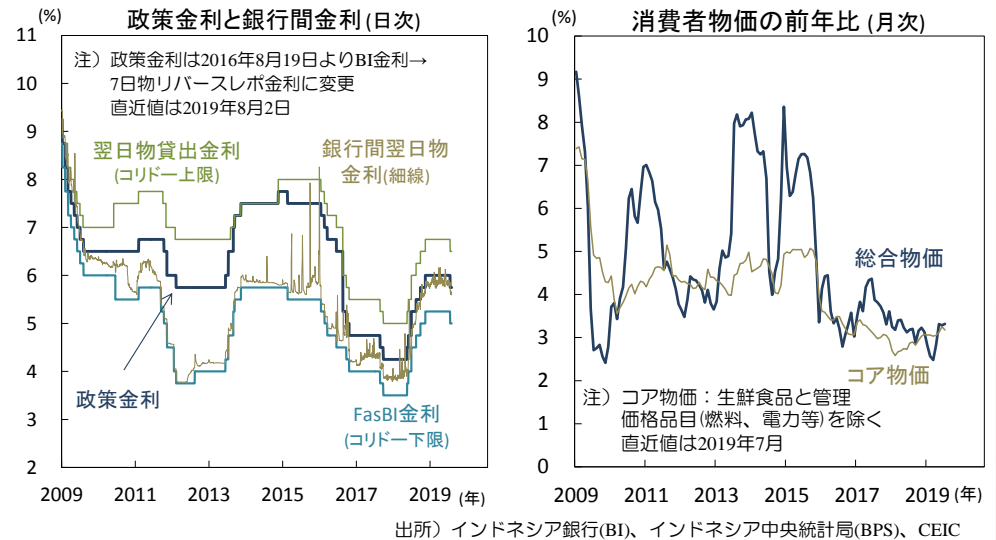 政策金利と銀行間金利(日次)
(%)
注）政策金利は2016年8月19日よりBI金利→
7日物リバースレポ金利に変更
直近値は2019年8月2日
翌日物貸出金利
(コリドー上限)
銀行間翌日物
金利(細線)
政策金利
FasBI金利
(コリドー下限)
11
10
9
8
7
6
5
4
3
2
2009 2011 2013 2015 2017 2019 (年)
消費者物価の前年比 (月次)
(%)
総合物価
コア物価
注）コア物価：生鮮食品と管理
価格品目(燃料、電力等)を除く
直近値は2019年7月
10
9
8
7
6
5
4
3
2
1
0
2009 2011 2013 2015 2017 2019 (年)
出所）インドネシア銀行(BI)、インドネシア中央統計局(BPS)、CEIC